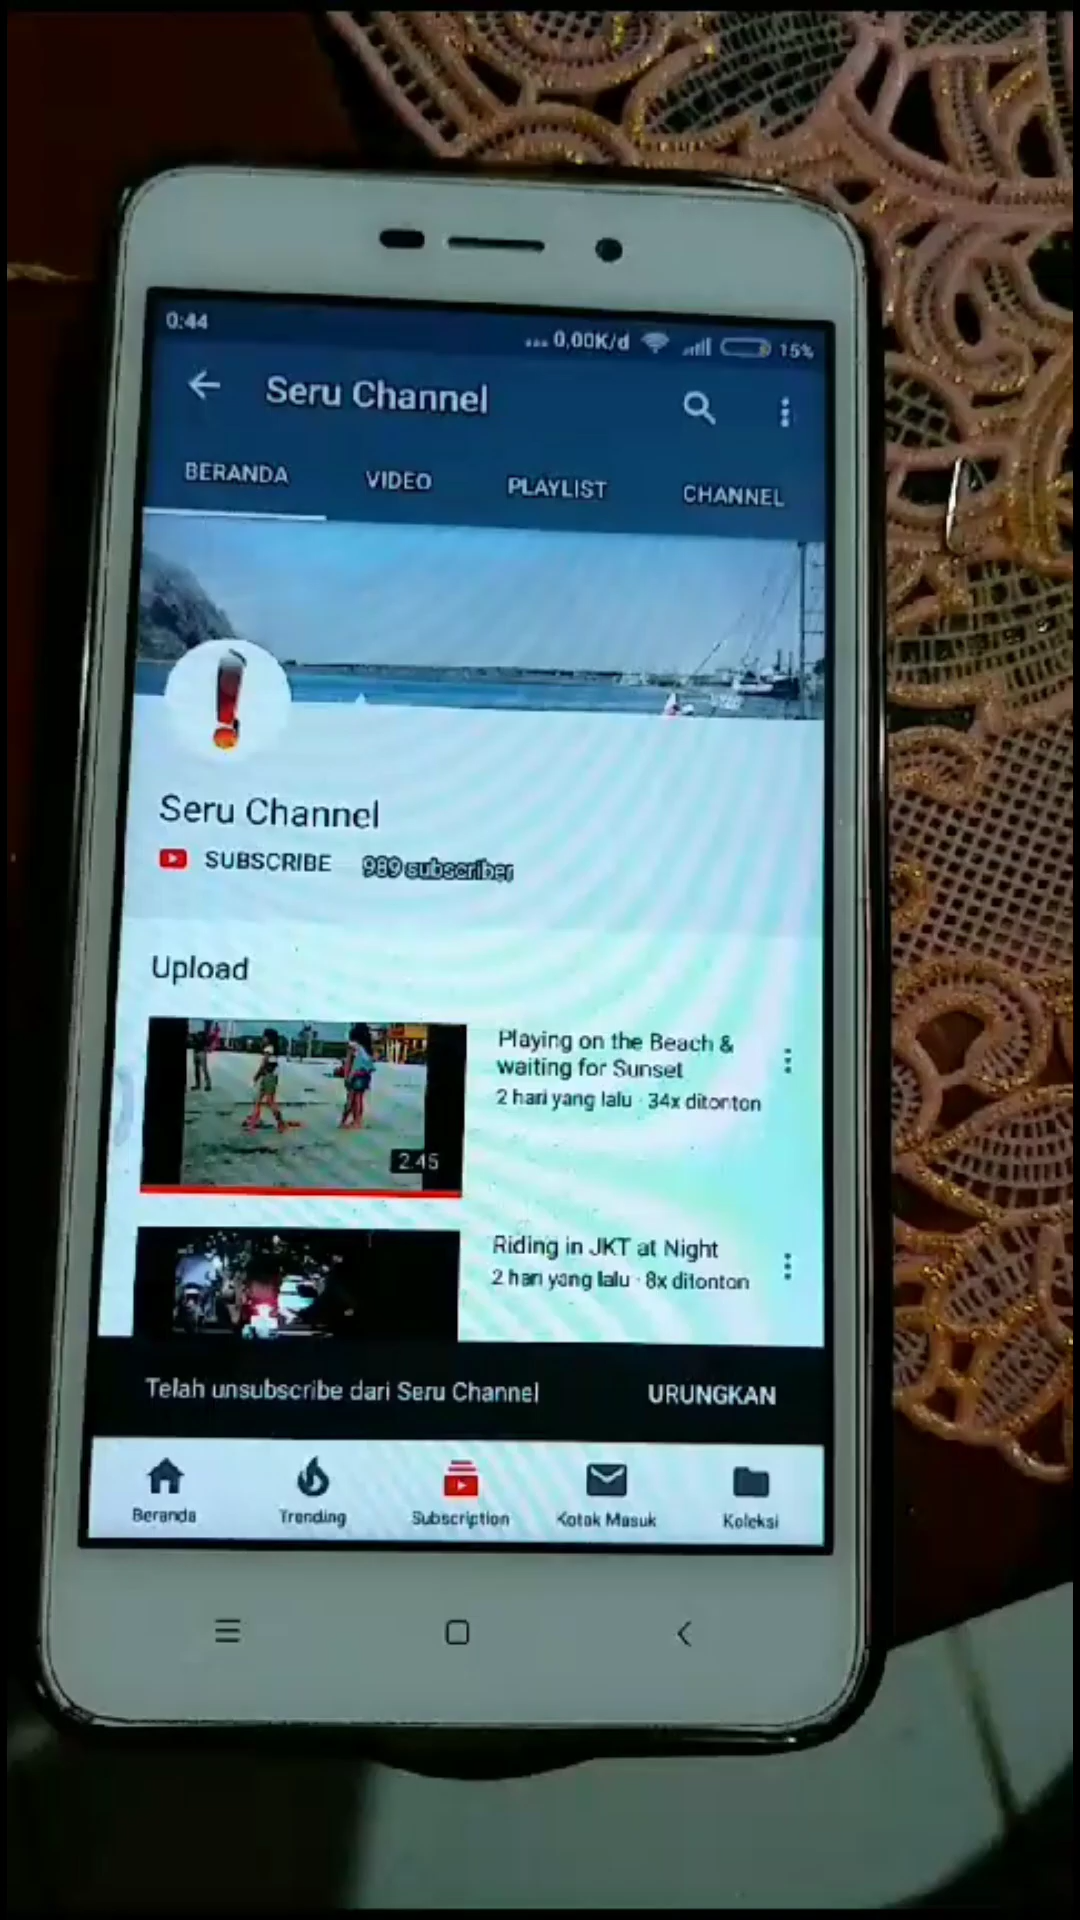 0:44
... 0,00K/d 15%
Seru Channel
BERANDA VIDEO PLAYLIST CHANNEL
Seru Channel
SUBSCRIBE 989 subscriber
Upload
Playing on the Beach &
waiting for Sunset
2 hari yang lalu · 34x ditonton
2:45
Riding in JKT at Night
2 hari yang lalu · 8x ditonton
Telah unsubscribe dari Seru Channel URUNGKAN
Beranda Trending Subscription Kotak Masuk Koleksi